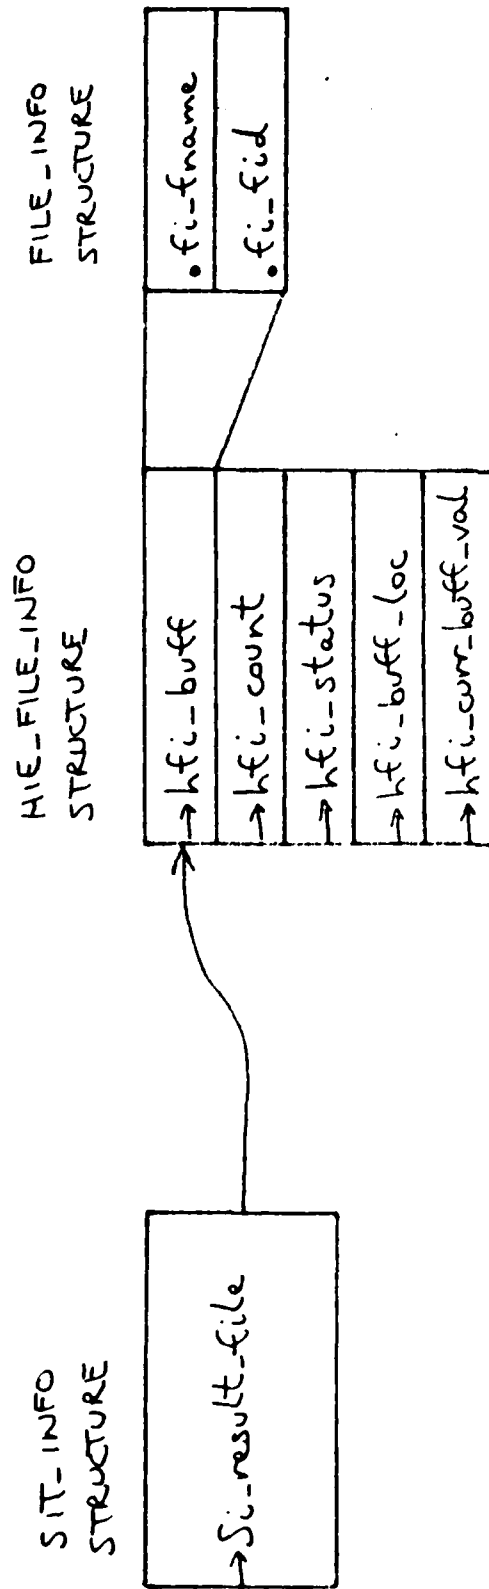 SIT_INFO
STRUCTURE
→Si_result_file
HIE_FILE_INFO
STRUCTURE
→hfi_buff
→hfi_count
→hfi_status
→hfi_buff_loc
→hfi_curr_buff_val
FILE_INFO
STRUCTURE
•fi_fname
•fi_fid